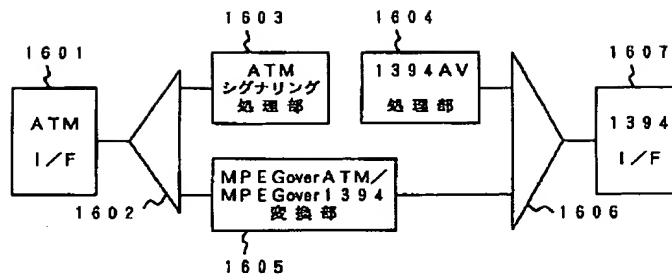 1601
1603
1604
1607
ATM
I/F
ATM
シグナリング
処理部
1394AV
処理部
1394
I/F
MPEGoverATM/
MPEGover1394
変換部
1602
1605
1606